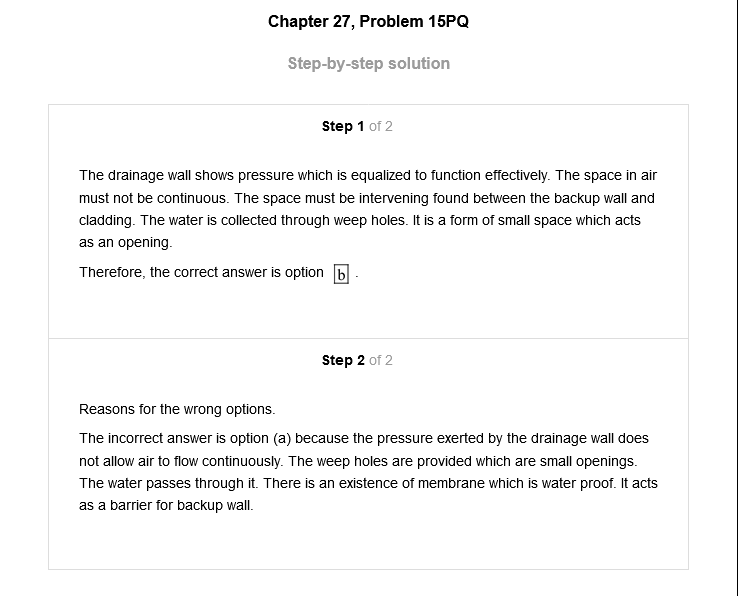 Chapter 27, Problem 15PQ
Step-by-step solution
Step 1 of 2
The drainage wall shows pressure which is equalized to function effectively. The space in air
must not be continuous. The space must be intervening found between the backup wall and
cladding. The water is collected through weep holes. It is a form of small space which acts
as an opening.
Therefore, the correct answer is option b .
Step 2 of 2
Reasons for the wrong options.
The incorrect answer is option (a) because the pressure exerted by the drainage wall does
not allow air to flow continuously. The weep holes are provided which are small openings.
The water passes through it. There is an existence of membrane which is water proof. It acts
as a barrier for backup wall.